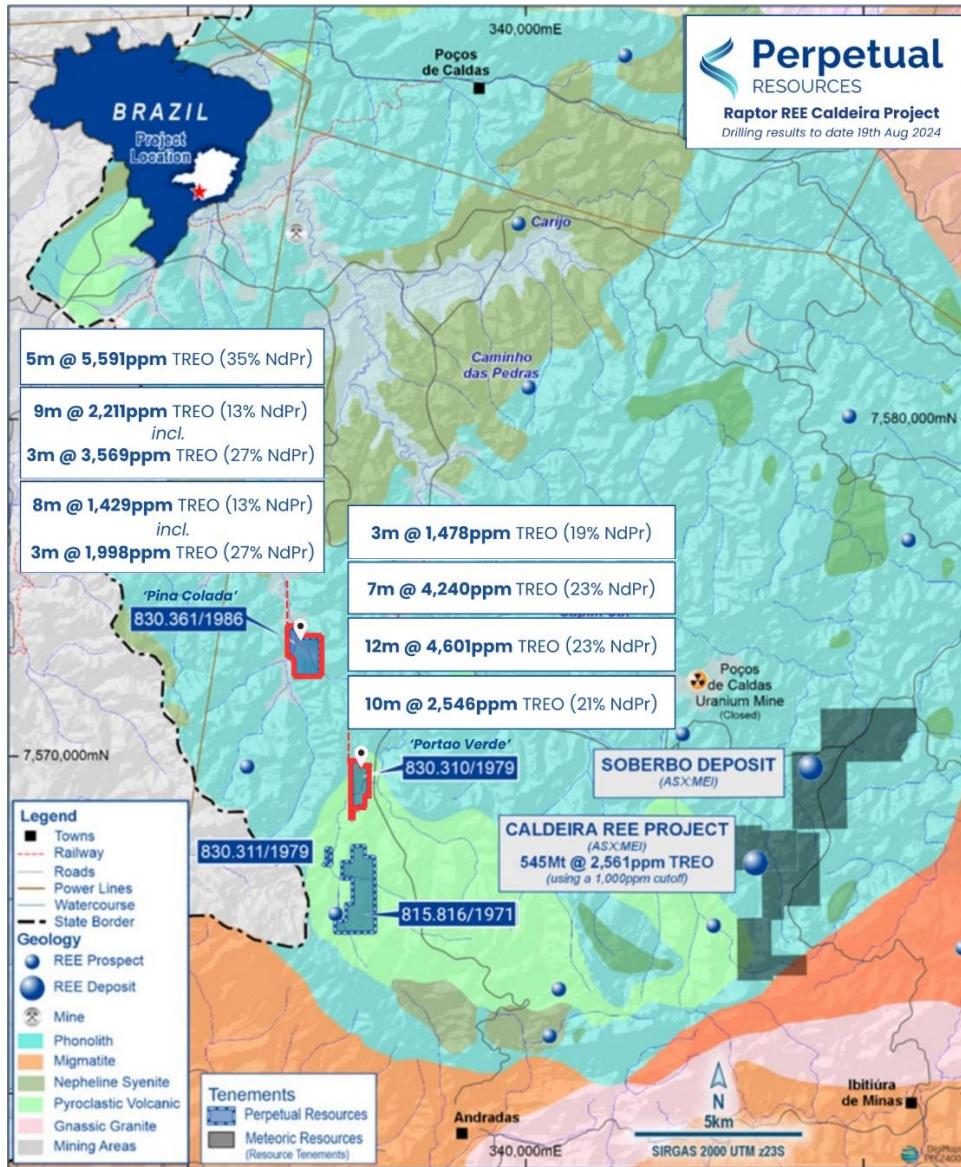 340,000mE
Poços
de Caldas
Perpetual
RESOURCES
Raptor REE Caldeira Project
Drilling results to date 19th Aug 2024
BRAZIL
Project
Location
Carijo
Caminho
das Pedras
7,580,000mN
5m @ 5,591ppm TREO (35% NdPr)
9m @ 2,211ppm TREO (13% NdPr)
incl.
3m @ 3,569ppm TREO (27% NdPr)
8m @ 1,429ppm TREO (13% NdPr)
incl.
3m @ 1,998ppm TREO (27% NdPr)
3m @ 1,478ppm TREO (19% NdPr)
7m @ 4,240ppm TREO (23% NdPr)
12m @ 4,601ppm TREO (23% NdPr)
10m @ 2,546ppm TREO (21% NdPr)
'Pina Colada'
830.361/1986
Poços
de Caldas
Uranium Mine
(Closed)
7,570,000mN
'Portao Verde'
830.310/1979
SOBERBO DEPOSIT
(ASX:MEI)
CALDEIRA REE PROJECT
(ASX:MEI)
545Mt @ 2,561ppm TREO
(using a 1,000ppm cutoff)
830.311/1979
815.816/1971
Legend
Towns
Railway
Roads
Power Lines
Watercourse
State Border
Geology
REE Prospect
REE Deposit
Mine
Phonolith
Migmatite
Nepheline Syenite
Pyroclastic Volcanic
Gnassic Granite
Mining Areas
Tenements
Perpetual Resources
Meteoric Resources
(Resource Tenements)
Andradas
340,000mE
N
5km
SIRGAS 2000 UTM z23S
Ibitiúra
de Minas